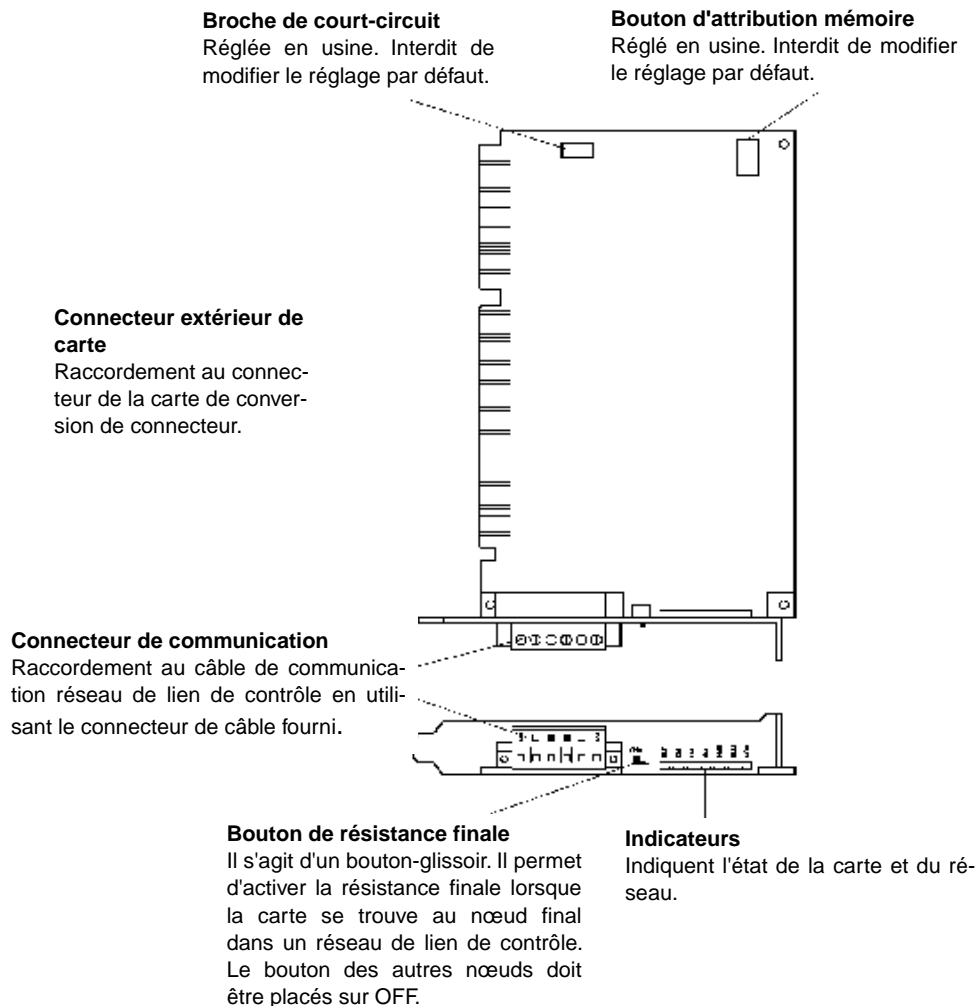 Broche de court-circuit
Réglée en usine. Interdit de
modifier le réglage par défaut.
Bouton d'attribution mémoire
Réglé en usine. Interdit de modifier
le réglage par défaut.
Connecteur extérieur de
carte
Raccordement au connec-
teur de la carte de conver-
sion de connecteur.
Connecteur de communication
Raccordement au câble de communica-
tion réseau de lien de contrôle en utili-
sant le connecteur de câble fourni.
Bouton de résistance finale
Il s'agit d'un bouton-glissoir. Il permet
d'activer la résistance finale lorsque
la carte se trouve au nœud final
dans un réseau de lien de contrôle.
Le bouton des autres nœuds doit
être placés sur OFF.
Indicateurs
Indiquent l'état de la carte et du ré-
seau.